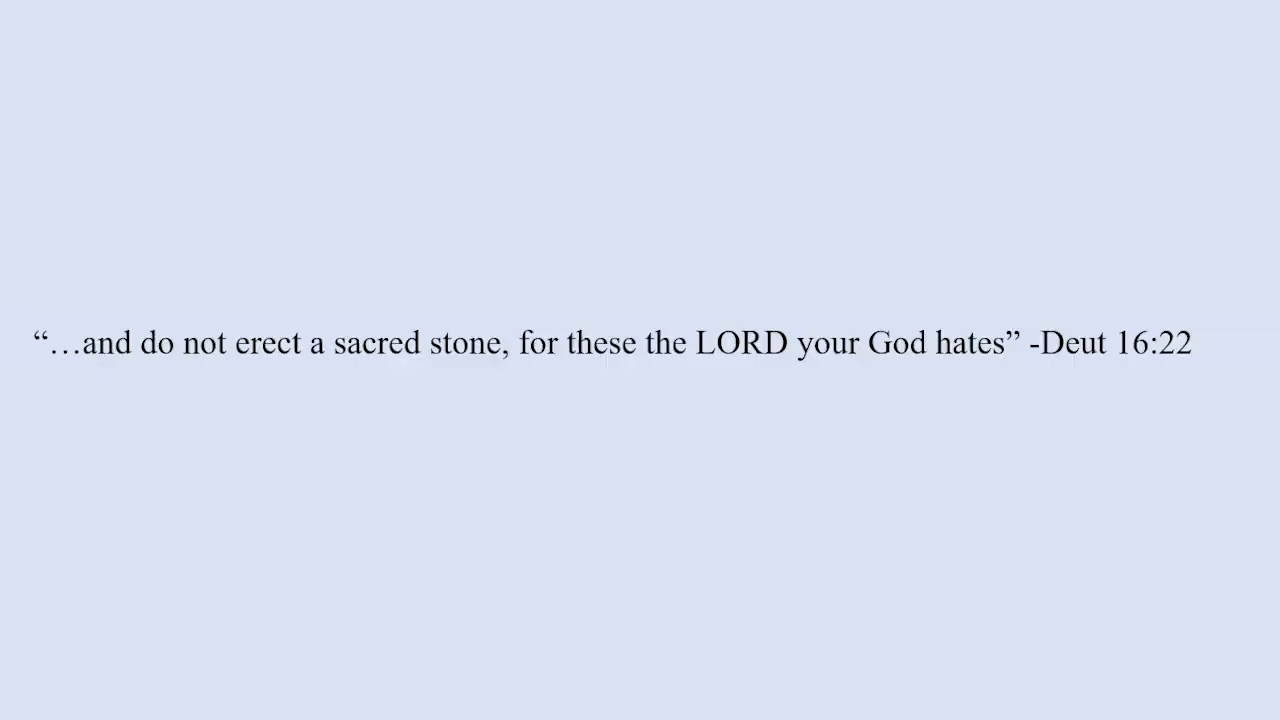 “…and do not erect a sacred stone, for these the LORD your God hates” -Deut 16:22